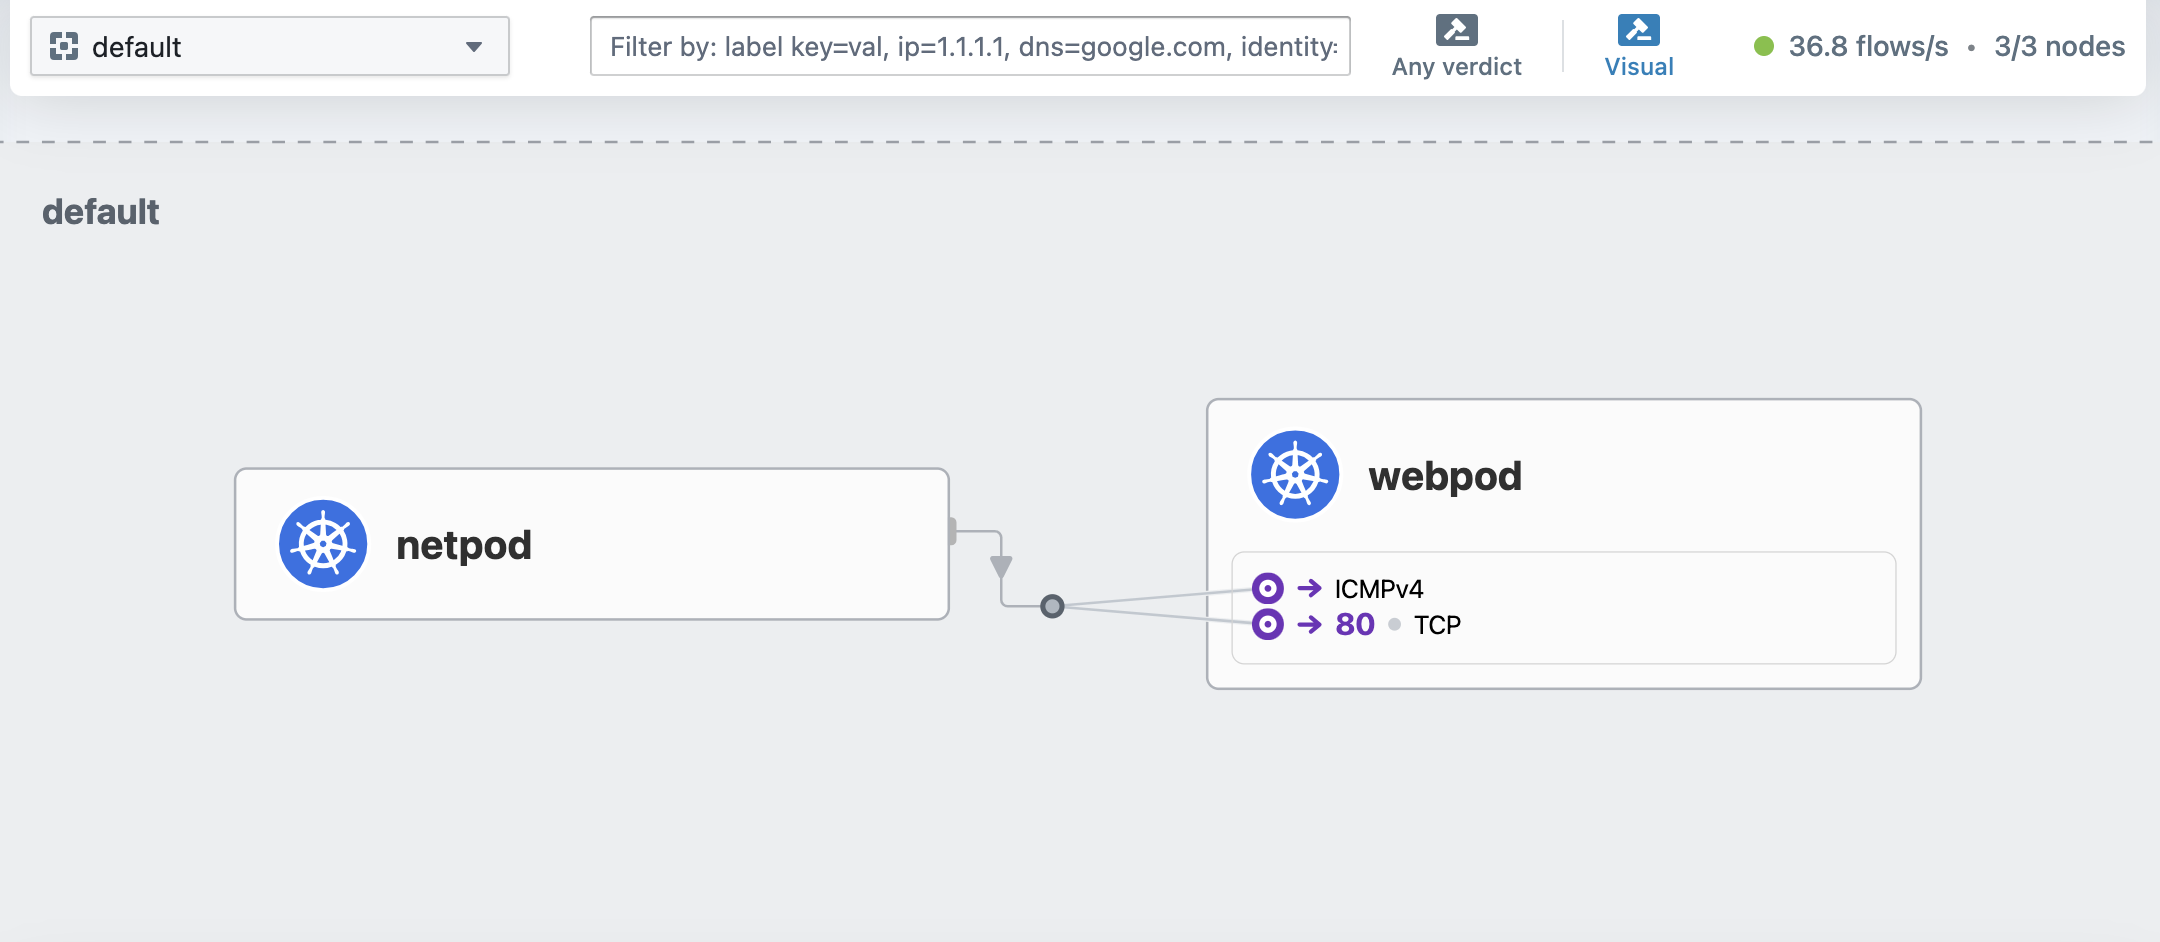 default
Filter by: label key=val, ip=1.1.1.1, dns=google.com, identity:
Any verdict
Visual
36.8 flows/s • 3/3 nodes
default
netpod
webpod
ICMPv4
80 • TCP